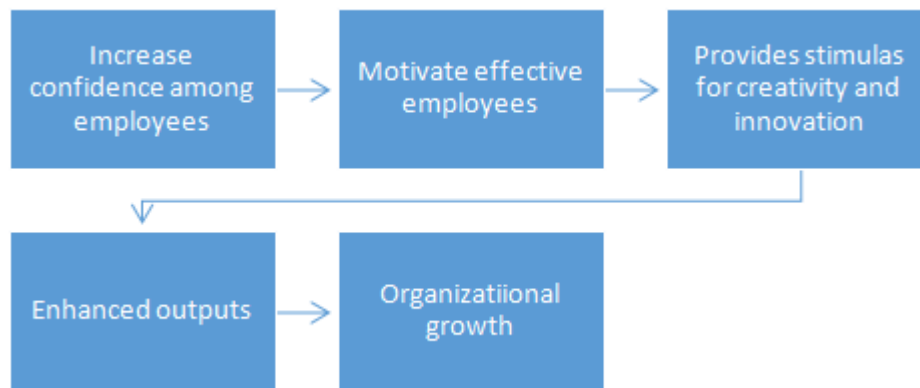 Increase
confidence among
employees
Motivate effective
employees
Provides stimulas
for creativity and
innovation
Enhanced outputs
Organizatiional
growth